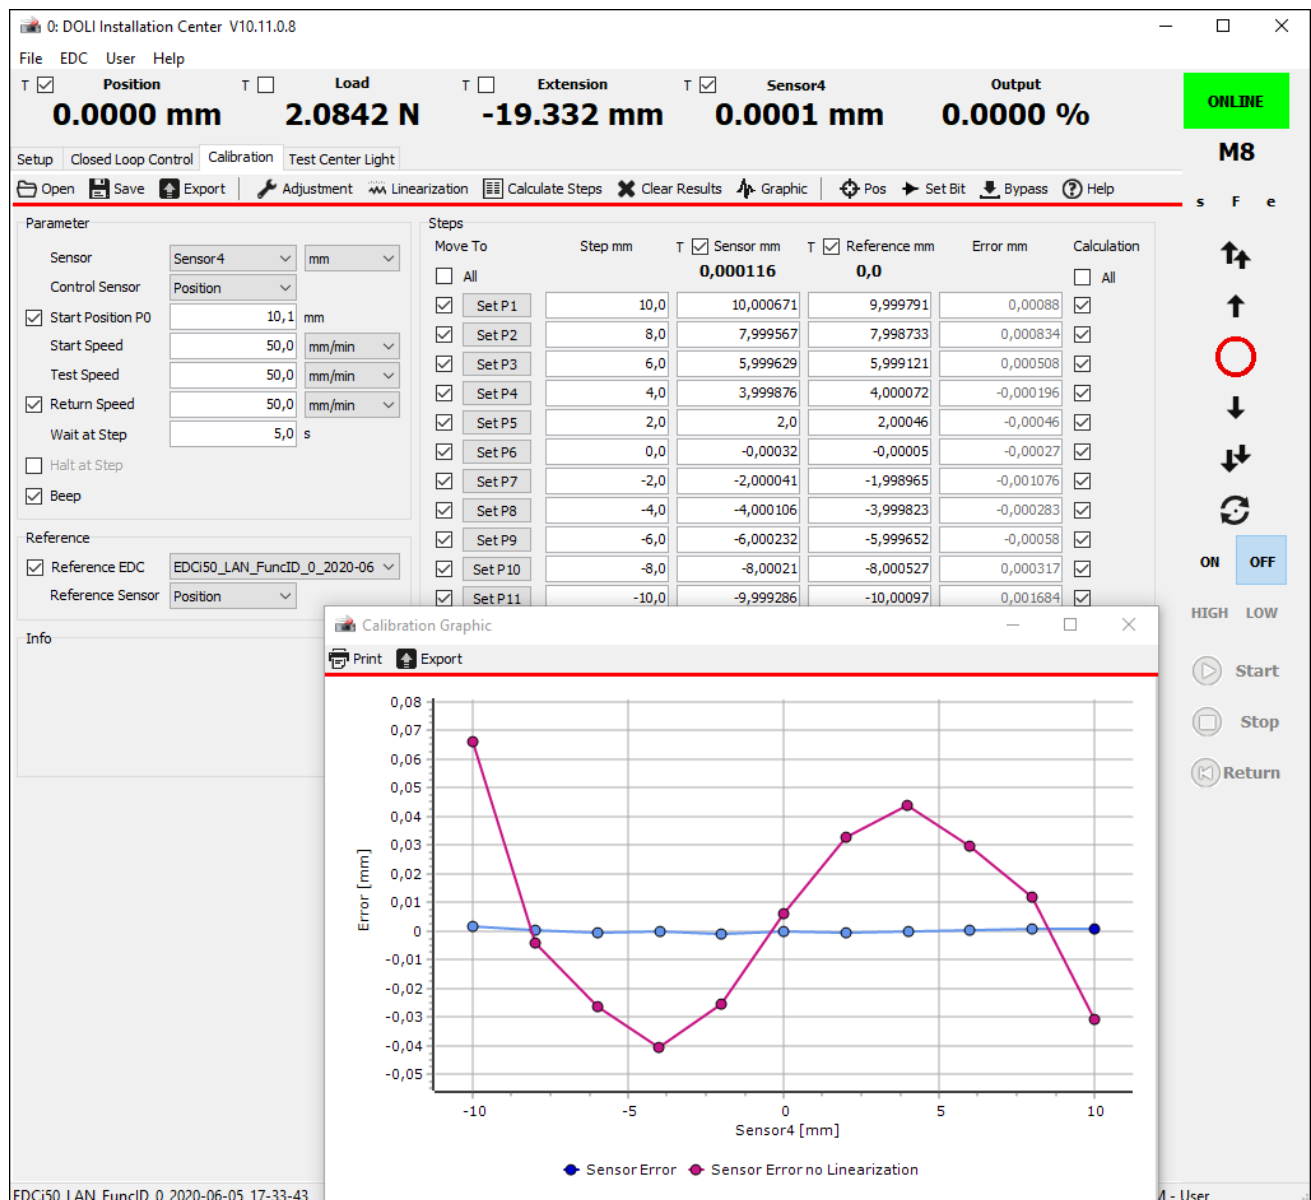 0: DOLI Installation Center V10.11.0.8
File EDC User Help
T Position T Load T Extension T Sensor4 Output
0.0000 mm 2.0842 N -19.332 mm 0.0001 mm 0.0000 %
ONLINE
M8
s F e
Setup Closed Loop Control Calibration Test Center Light
Open Save Export Adjustment Linearization Calculate Steps Clear Results Graphic Pos Set Bit Bypass Help
Parameter
Sensor Sensor4 mm
Control Sensor Position
Start Position P0 10,1 mm
Start Speed 50,0 mm/min
Test Speed 50,0 mm/min
Return Speed 50,0 mm/min
Wait at Step 5,0 s
Halt at Step
Beep
Reference
Reference EDC EDCi50_LAN_FuncID_0_2020-06
Reference Sensor Position
Info
Steps
Move To Step mm T Sensor mm T Reference mm Error mm Calculation
All 0,000116 0,0 All
Set P1 10,0 10,000671 9,999791 0,00088
Set P2 8,0 7,999567 7,998733 0,000834
Set P3 6,0 5,999629 5,999121 0,000508
Set P4 4,0 3,999876 4,000072 -0,000196
Set P5 2,0 2,0 2,00046 -0,00046
Set P6 0,0 -0,00032 -0,00005 -0,00027
Set P7 -2,0 -2,000041 -1,998965 -0,001076
Set P8 -4,0 -4,000106 -3,999823 -0,000283
Set P9 -6,0 -6,000232 -5,999652 -0,00058
Set P10 -8,0 -8,00021 -8,000527 0,000317
Set P11 -10,0 -9,999286 -10,00097 0,001684
ON OFF
HIGH LOW
Start
Stop
Return
Calibration Graphic
Print Export
0,08
0,07
0,06
0,05
0,04
0,03
0,02
0,01
0
-0,01
-0,02
-0,03
-0,04
-0,05
Error [mm]
-10 -5 0 5 10
Sensor4 [mm]
Sensor Error Sensor Error no Linearization
EDCi50_LAN_FuncID_0_2020-06-05_17-33-43
- User